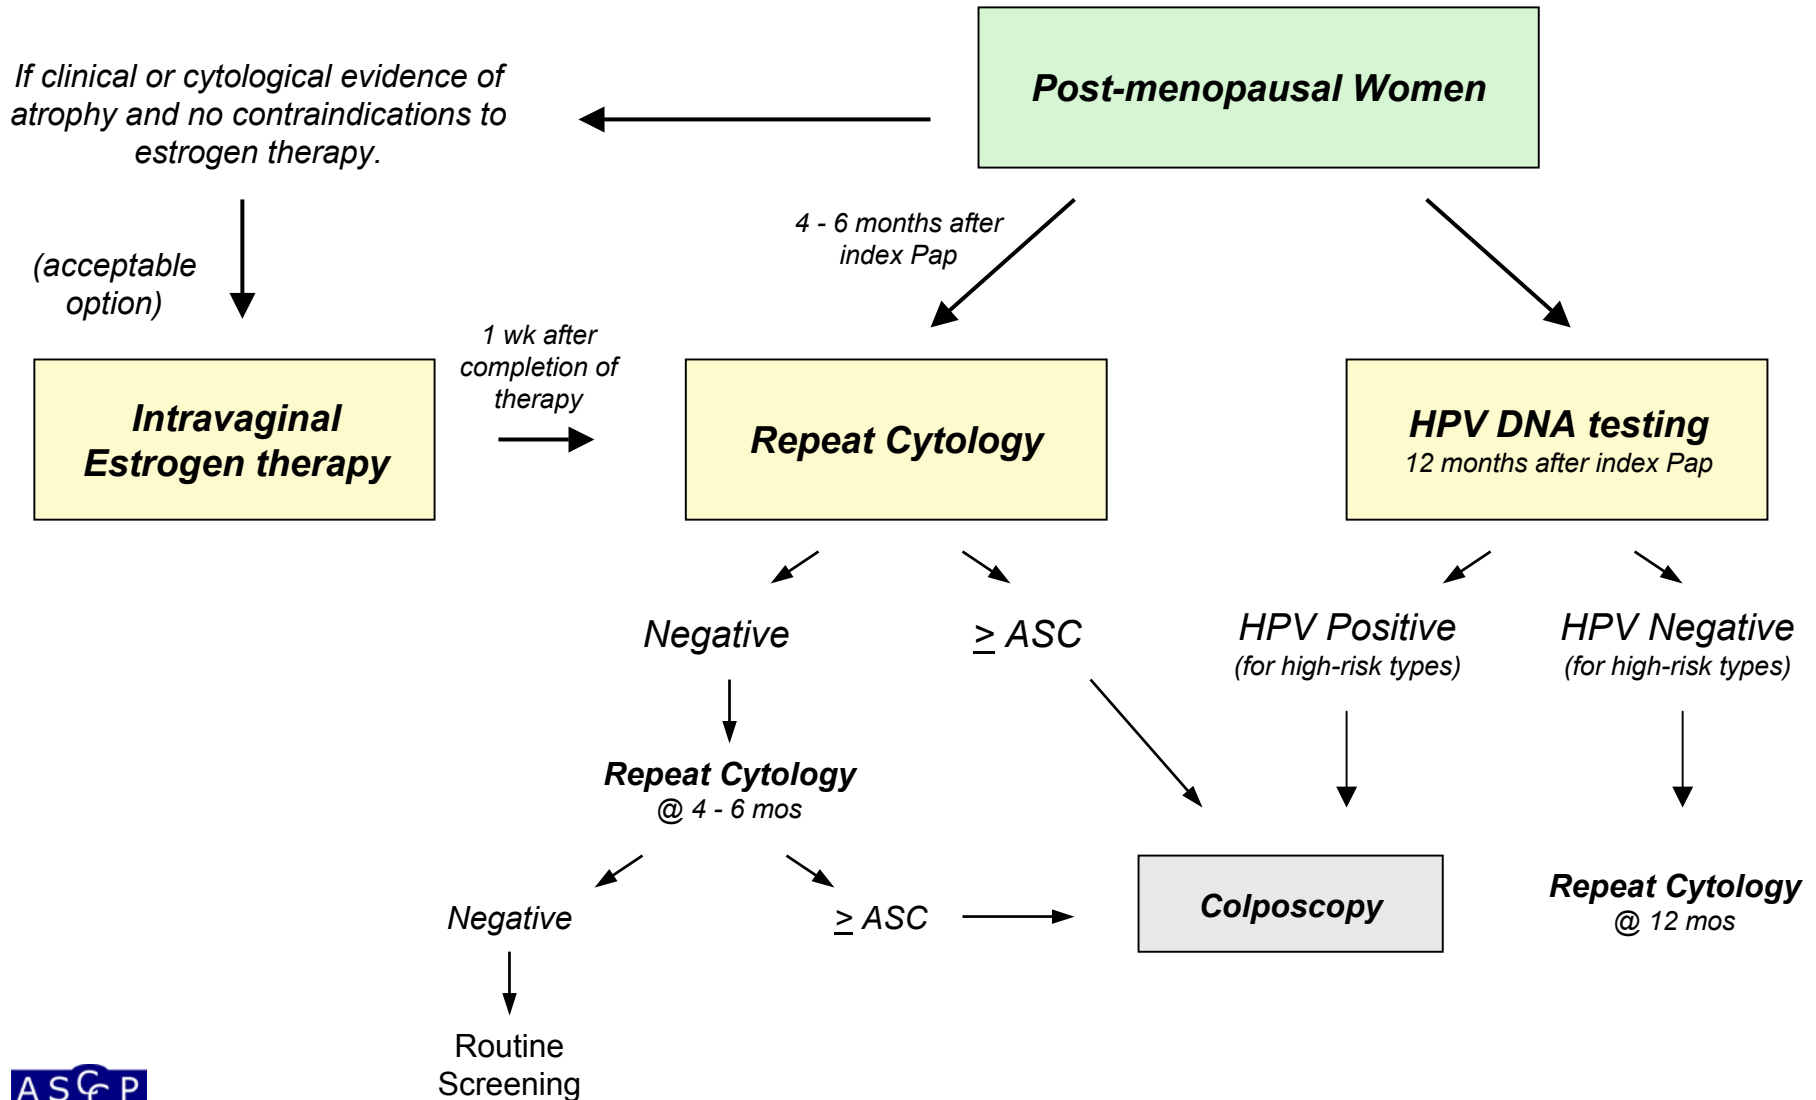 Post-menopausal Women
If clinical or cytological evidence of
atrophy and no contraindications to
estrogen therapy.
4 - 6 months after
index Pap
(acceptable
option)
1 wk after
completion of
therapy
Intravaginal
Estrogen therapy
Repeat Cytology
HPV DNA testing
12 months after index Pap
Negative
≥ ASC
HPV Positive
(for high-risk types)
HPV Negative
(for high-risk types)
Repeat Cytology
@ 4 - 6 mos
Negative
≥ ASC
Colposcopy
Repeat Cytology
@ 12 mos
Routine
Screening
ASCCP